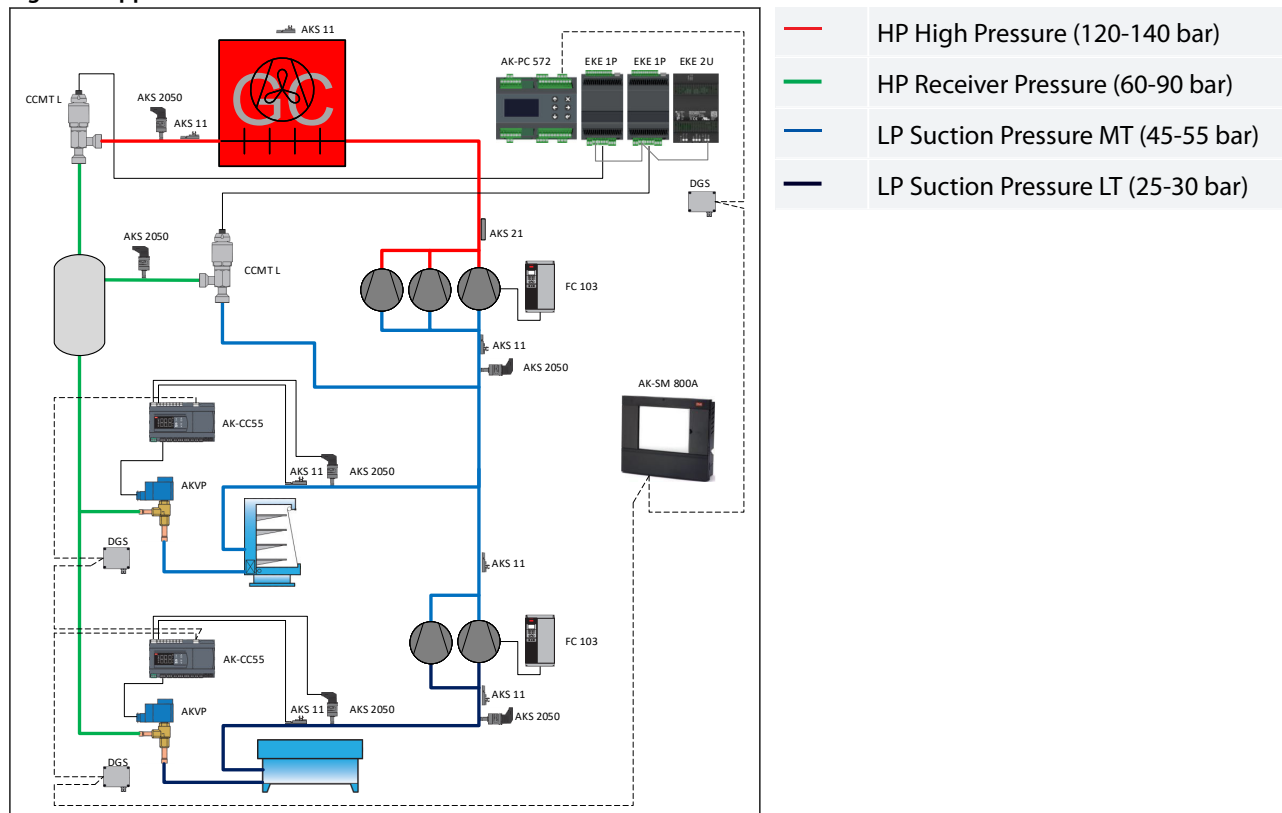 AKS 11
GC
AK-PC 572
EKE 1P
EKE 1P
EKE 2U
CCMT L
AKS 2050
AKS 11
DGS
AKS 2050
CCMT L
AKS 21
FC 103
AKS 11
AKS 2050
AK-SM 800A
AK-CC55
AKS 11
AKS 2050
AKVP
DGS
AKS 11
FC 103
AK-CC55
AKS 11
AKVP
AKS 11
AKS 2050
AKS 2050
DGS
HP High Pressure (120-140 bar)
HP Receiver Pressure (60-90 bar)
LP Suction Pressure MT (45-55 bar)
LP Suction Pressure LT (25-30 bar)